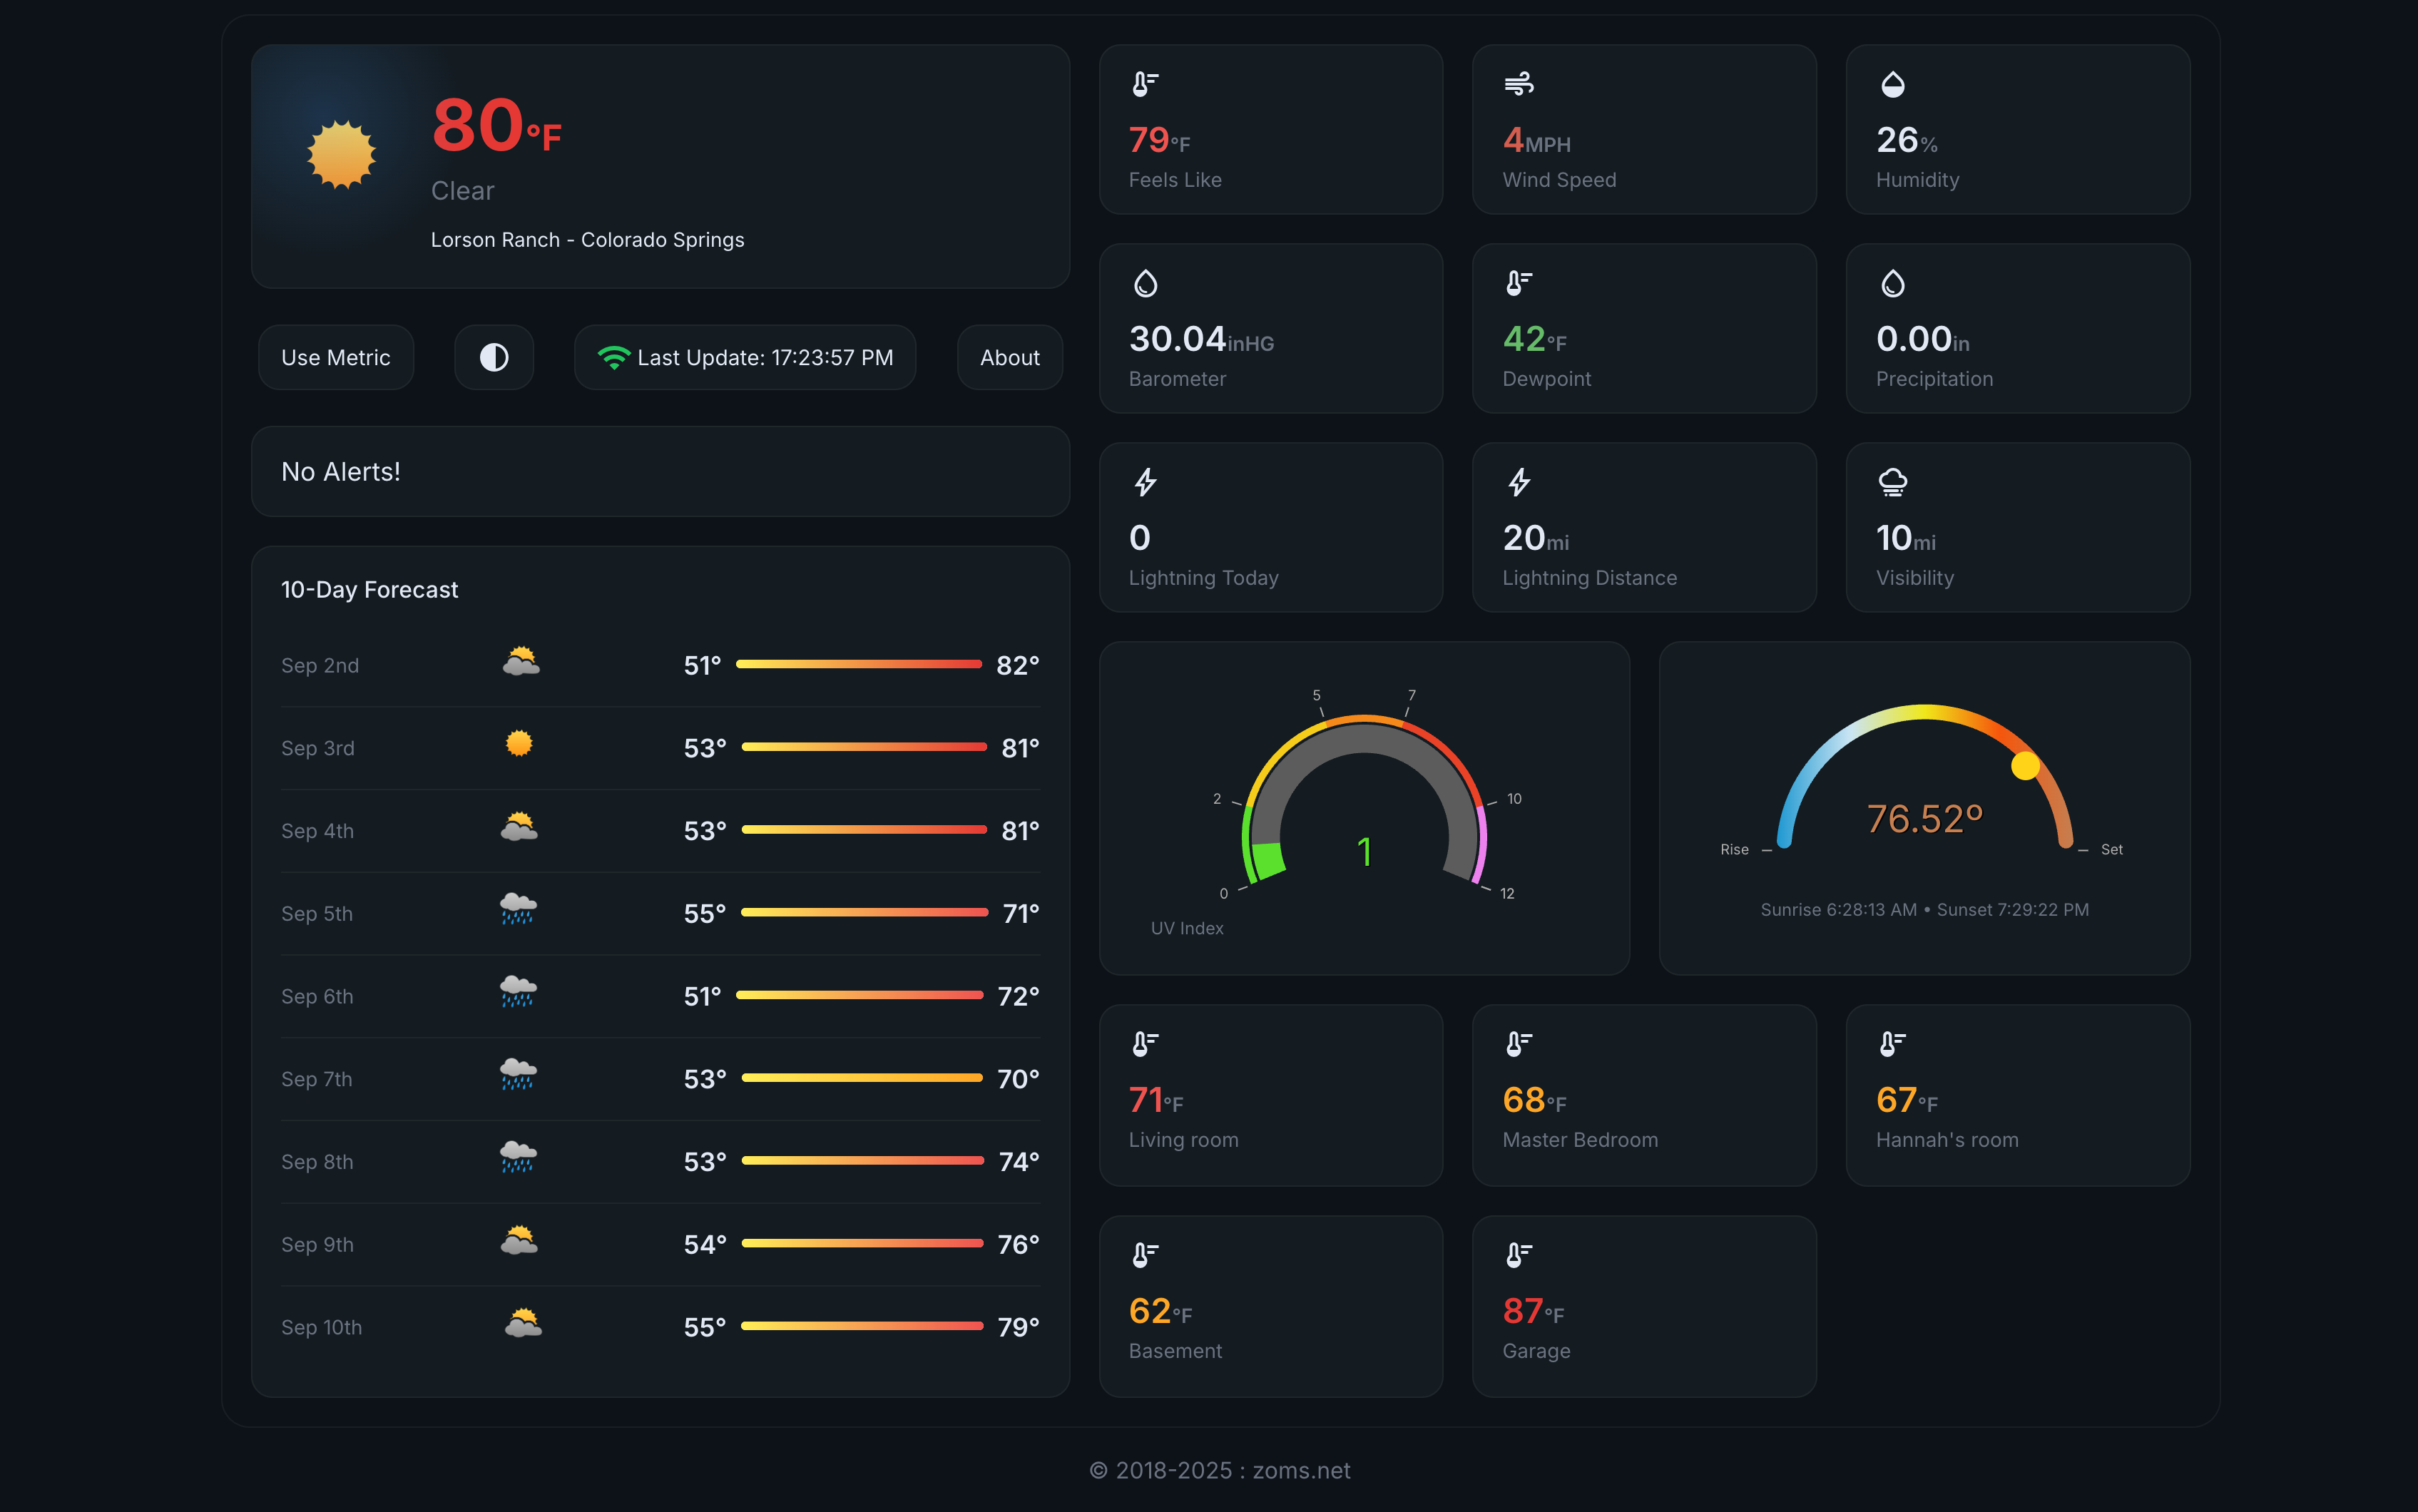 80°F
Clear
Lorson Ranch - Colorado Springs
Use Metric
Last Update: 17:23:57 PM
About
No Alerts!
10-Day Forecast
Sep 2nd 51° 82°
Sep 3rd 53° 81°
Sep 4th 53° 81°
Sep 5th 55° 71°
Sep 6th 51° 72°
Sep 7th 53° 70°
Sep 8th 53° 74°
Sep 9th 54° 76°
Sep 10th 55° 79°
79°F
Feels Like
4MPH
Wind Speed
26%
Humidity
30.04inHG
Barometer
42°F
Dewpoint
0.00in
Precipitation
0
Lightning Today
20mi
Lightning Distance
10mi
Visibility
0
2
5
7
10
12
1
UV Index
76.52º
Rise
Set
Sunrise 6:28:13 AM • Sunset 7:29:22 PM
71°F
Living room
68°F
Master Bedroom
67°F
Hannah's room
62°F
Basement
87°F
Garage
© 2018-2025 : zoms.net